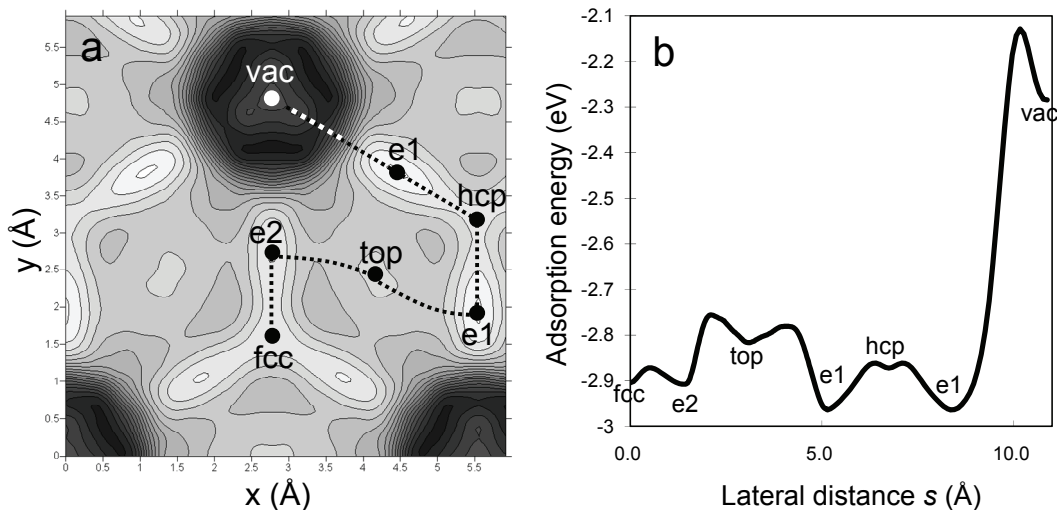 a
vac
e1
hcp
e2
top
e1
fcc
y (Å)
5.5
5
4.5
4
3.5
3
2.5
2
1.5
1
0.5
0
0 0.5 1 1.5 2 2.5 3 3.5 4 4.5 5 5.5
x (Å)
b
Adsorption energy (eV)
-2.1
-2.2
-2.3
-2.4
-2.5
-2.6
-2.7
-2.8
-2.9
-3
vac
top
hcp
fcc
e2
e1
e1
0.0 5.0 10.0
Lateral distance s (Å)